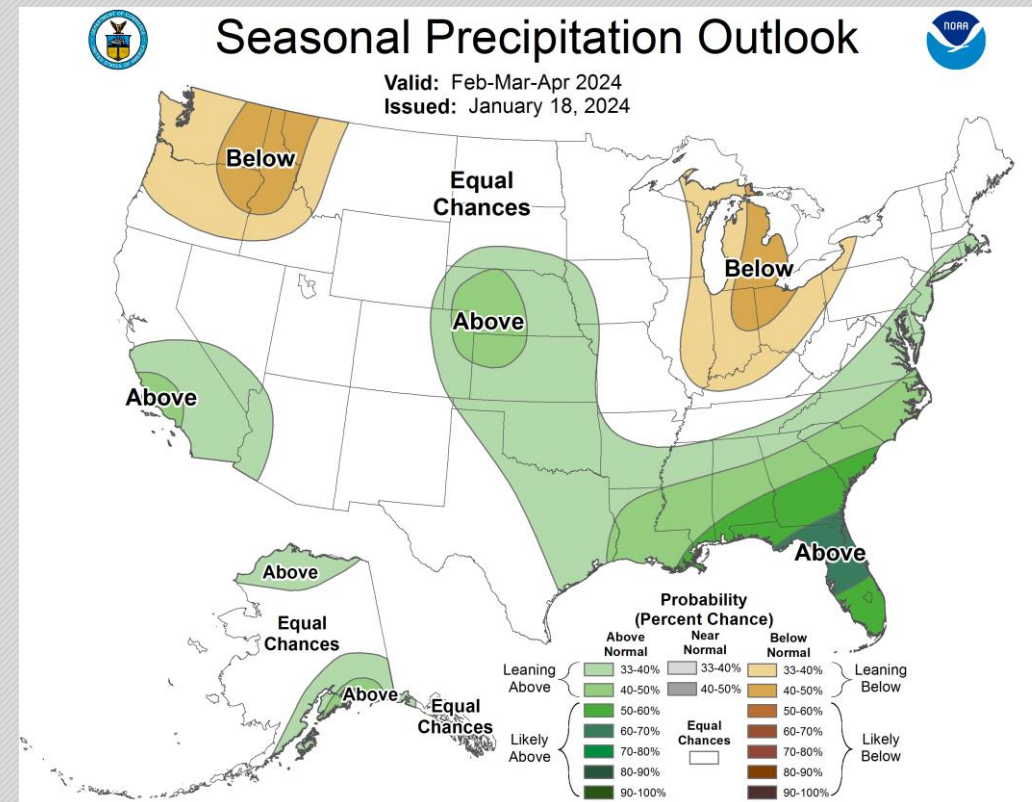 Seasonal Precipitation Outlook
NOAA
Valid: Feb-Mar-Apr 2024
Issued: January 18, 2024
Below
Equal
Chances
Below
Above
Above
Above
Above
Equal
Chances
Above
Equal
Chances
Probability
(Percent Chance)
Above
Normal
Near
Normal
Below
Normal
Leaning
Above
33-40%
33-40%
33-40%
Leaning
Below
40-50%
40-50%
40-50%
Likely
Above
50-60%
60-70%
70-80%
80-90%
90-100%
Equal
Chances
50-60%
60-70%
70-80%
80-90%
90-100%
Likely
Below